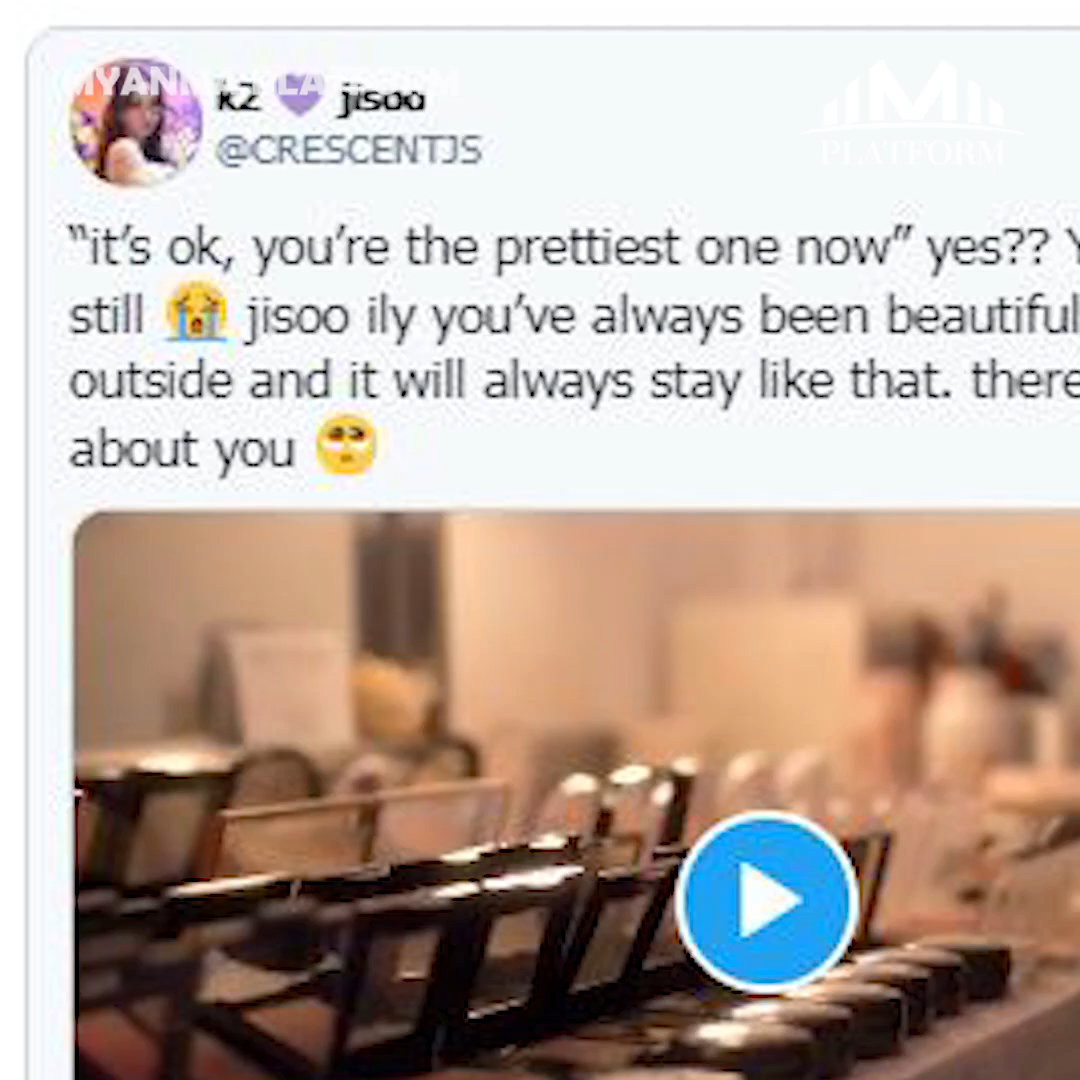 k2 💜 jisoo
@CRESCENTJS
PLATFORM
“it’s ok, you’re the prettiest one now” yes??
still 😭 jisoo ily you’ve always been beautiful
outside and it will always stay like that. there
about you 🥺